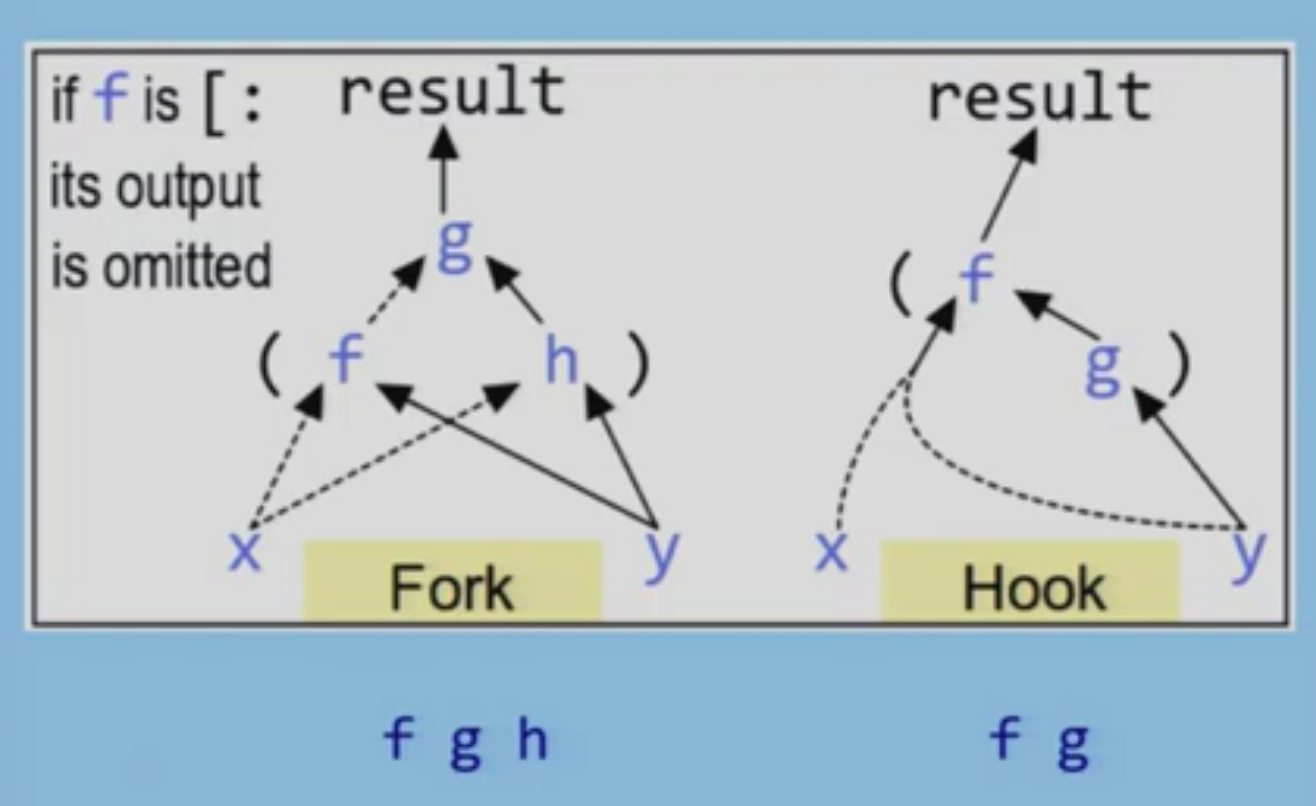 if f is [:
its output
is omitted
result
g
( f h )
x y
Fork
result
( f
g )
x y
Hook
f g h
f g